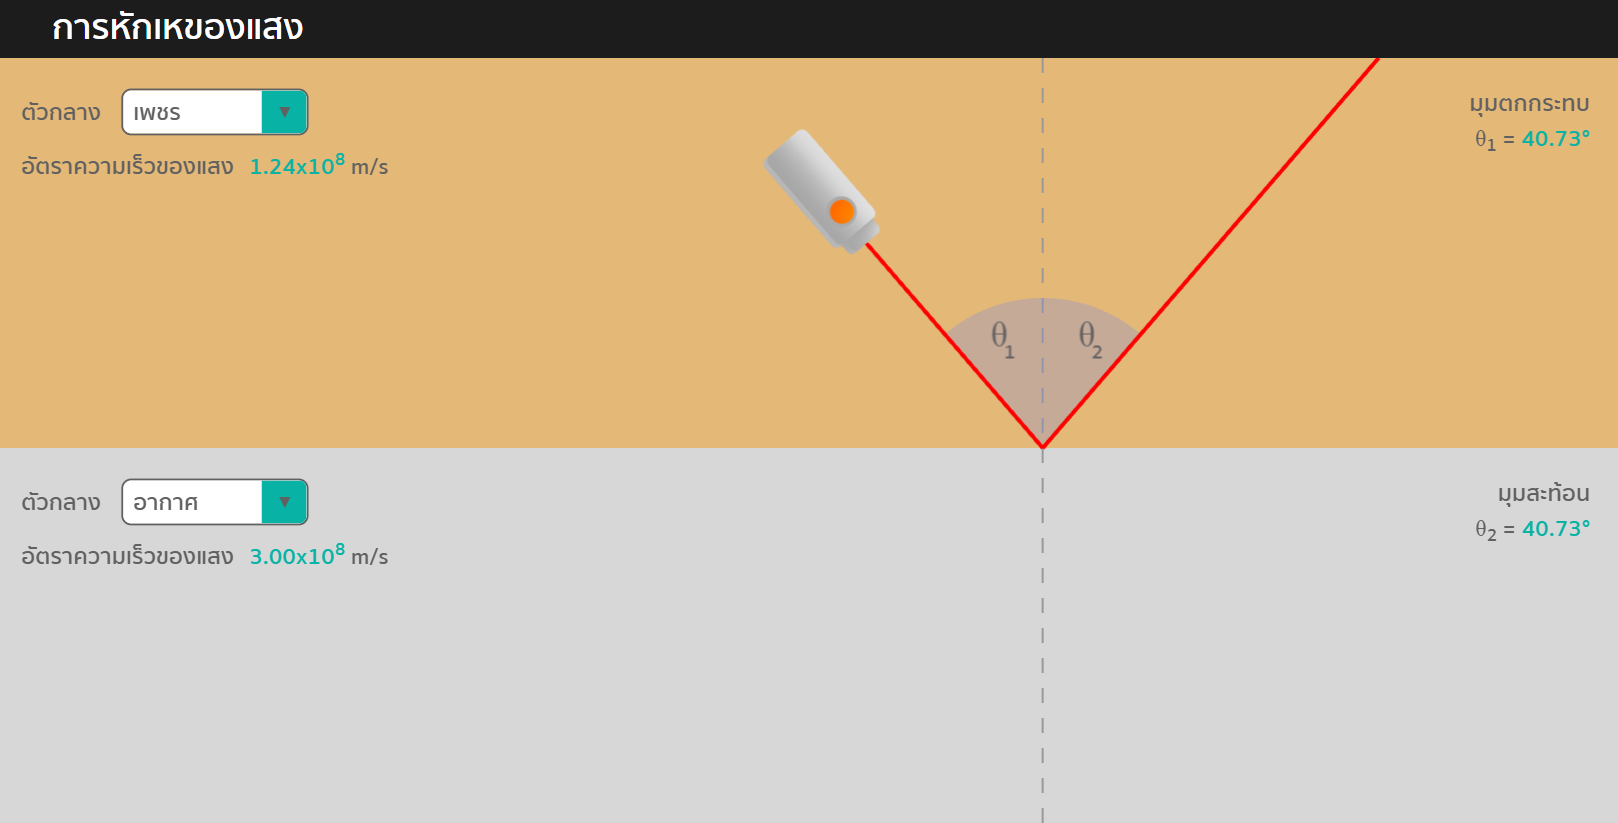 การหักเหของแสง
ตัวกลาง เพชร
อัตราความเร็วของแสง 1.24x10⁸ m/s
มุมตกกระทบ
θ₁ = 40.73°
θ₁ θ₂
ตัวกลาง อากาศ
อัตราความเร็วของแสง 3.00x10⁸ m/s
มุมสะท้อน
θ₂ = 40.73°